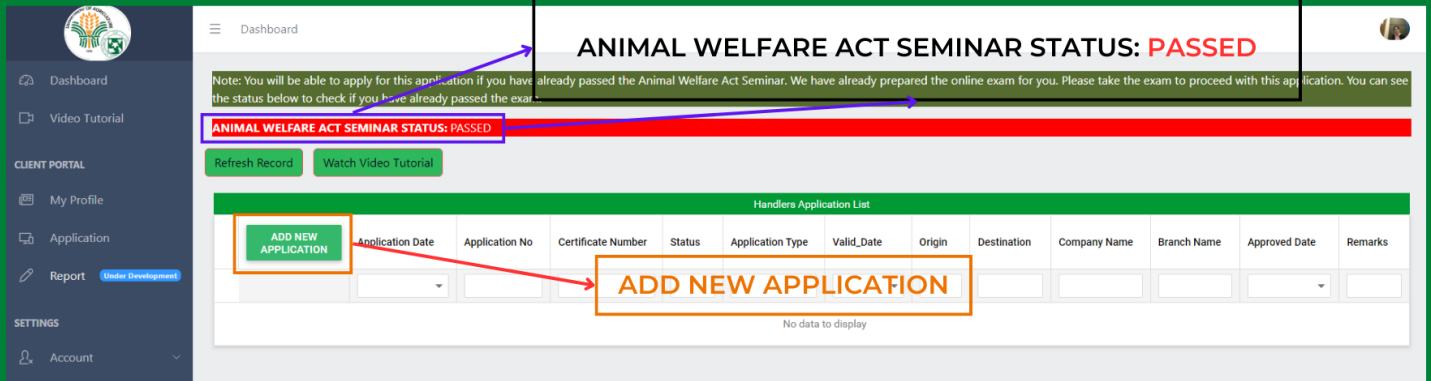 Dashboard
ANIMAL WELFARE ACT SEMINAR STATUS: PASSED
Dashboard
Video Tutorial
CLIENT PORTAL
My Profile
Application
Report Under Development
SETTINGS
Account
Note: You will be able to apply for this application if you have already passed the Animal Welfare Act Seminar. We have already prepared the online exam for you. Please take the exam to proceed with this application. You can see
the status below to check if you have already passed the exam.
ANIMAL WELFARE ACT SEMINAR STATUS: PASSED
Refresh Record Watch Video Tutorial
Handlers Application List
ADD NEW
APPLICATION
Application Date Application No Certificate Number Status Application Type Valid_Date Origin Destination Company Name Branch Name Approved Date Remarks
ADD NEW APPLICATION
No data to display